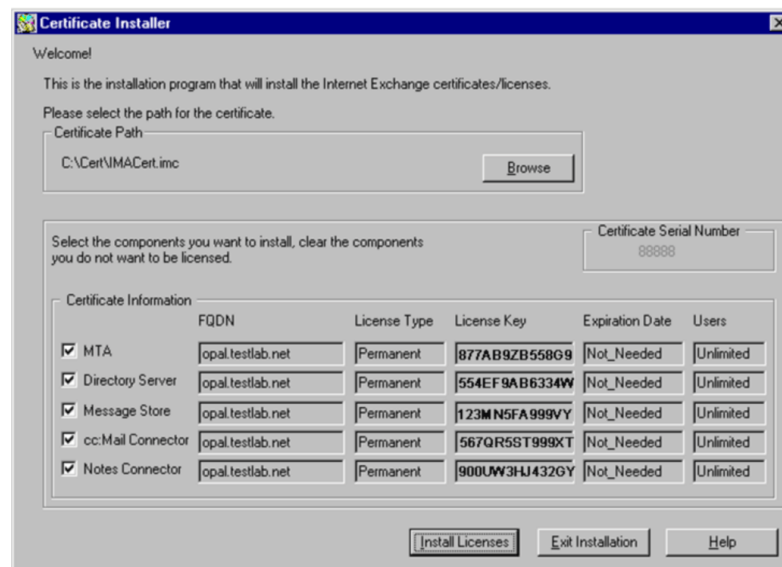 Certificate Installer
Welcome!
This is the installation program that will install the Internet Exchange certificates/licenses.
Please select the path for the certificate.
Certificate Path
C:\Cert\IMACert.imc
Browse
Select the components you want to install, clear the components
you do not want to be licensed.
Certificate Serial Number
88888
Certificate Information
FQDN License Type License Key Expiration Date Users
MTA opal.testlab.net Permanent 877AB9ZB558G9 Not_Needed Unlimited
Directory Server opal.testlab.net Permanent 554EF9AB6334W Not_Needed Unlimited
Message Store opal.testlab.net Permanent 123MN5FA999VY Not_Needed Unlimited
cc:Mail Connector opal.testlab.net Permanent 567QR5ST999XT Not_Needed Unlimited
Notes Connector opal.testlab.net Permanent 900UW3HJ432GY Not_Needed Unlimited
Install Licenses Exit Installation Help